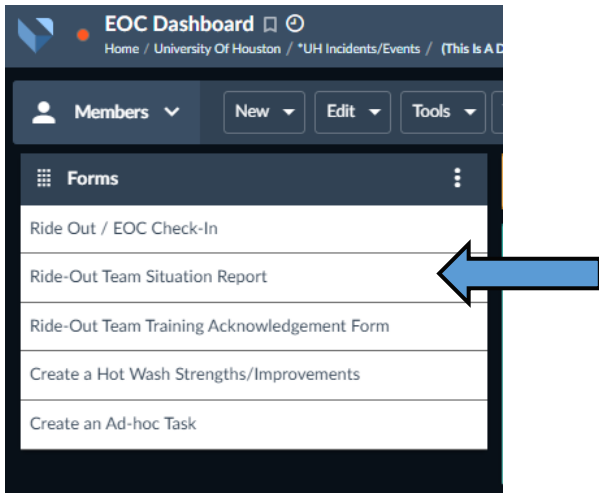 EOC Dashboard
Home / University Of Houston / *UH Incidents/Events / (This Is A D
Members
New
Edit
Tools
Forms
Ride Out / EOC Check-In
Ride-Out Team Situation Report
Ride-Out Team Training Acknowledgement Form
Create a Hot Wash Strengths/Improvements
Create an Ad-hoc Task